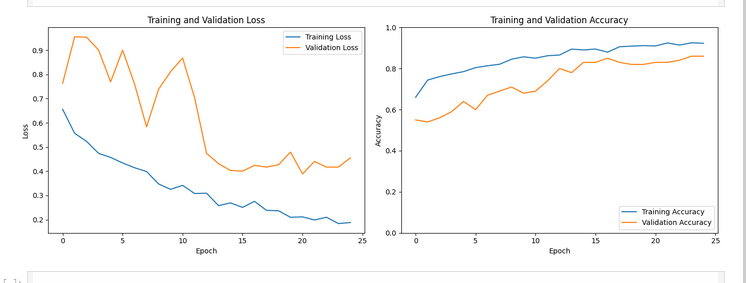 Training and Validation Loss
Training Loss
Validation Loss
0.9
0.8
0.7
0.6
0.5
0.4
0.3
0.2
Loss
0 5 10 15 20 25
Epoch
Training and Validation Accuracy
1.0
0.8
0.6
0.4
0.2
0.0
Accuracy
Training Accuracy
Validation Accuracy
0 5 10 15 20 25
Epoch
[ ]: